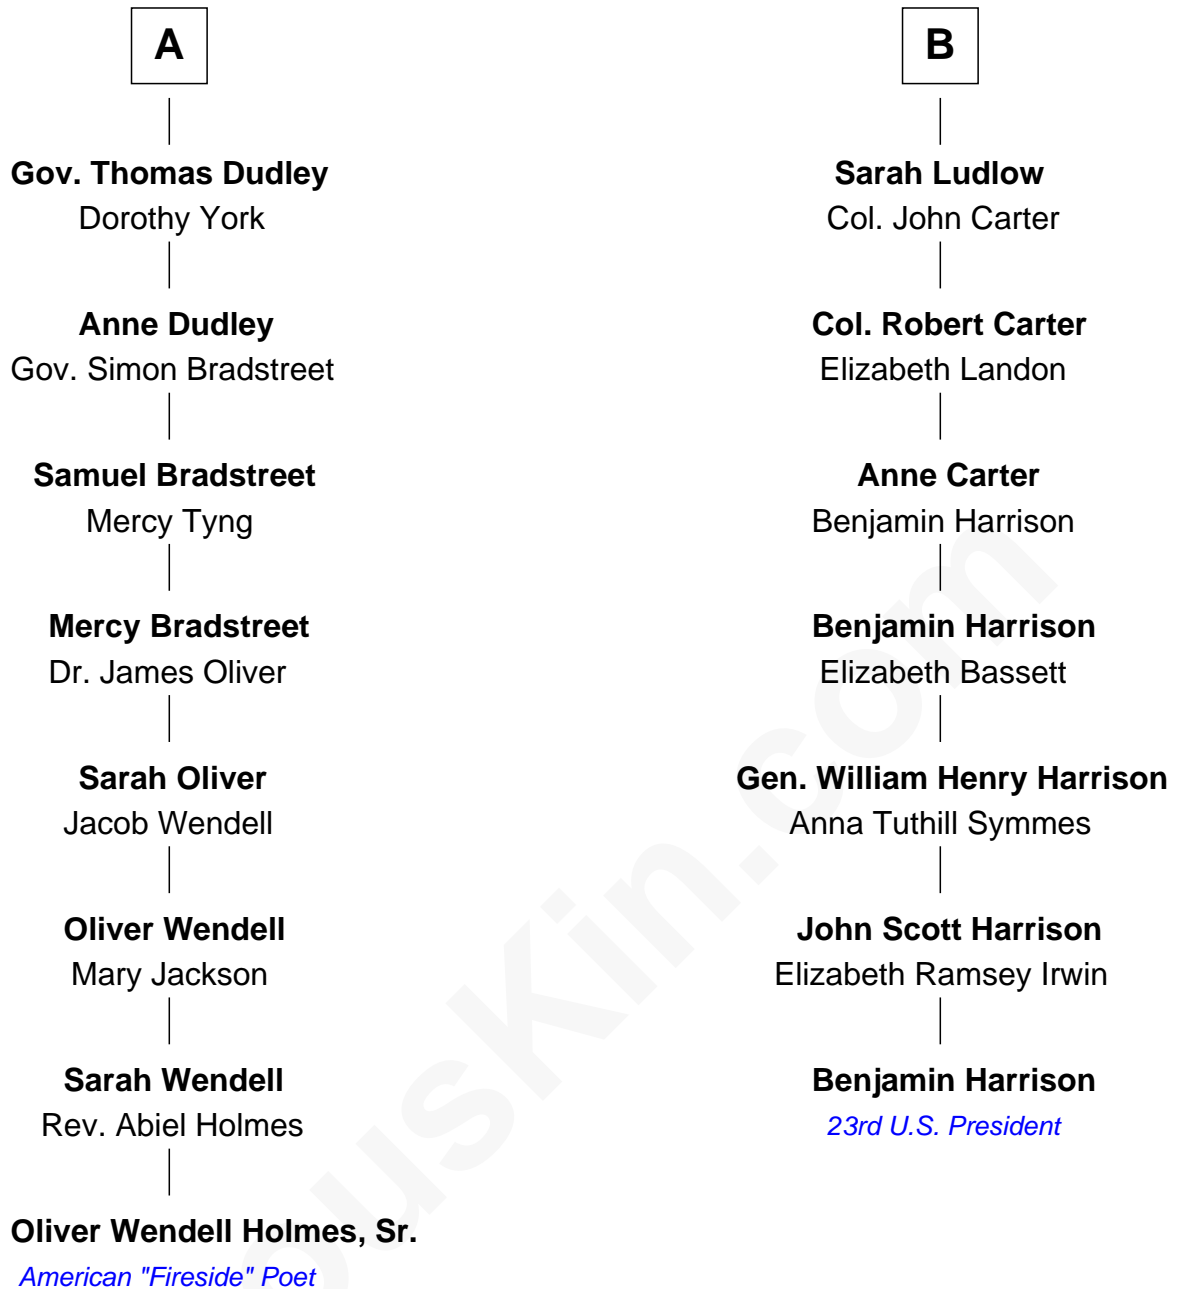 A
Gov. Thomas Dudley
Dorothy York
Anne Dudley
Gov. Simon Bradstreet
Samuel Bradstreet
Mercy Tyng
Mercy Bradstreet
Dr. James Oliver
Sarah Oliver
Jacob Wendell
Oliver Wendell
Mary Jackson
Sarah Wendell
Rev. Abiel Holmes
Oliver Wendell Holmes, Sr.
American "Fireside" Poet
B
Sarah Ludlow
Col. John Carter
Col. Robert Carter
Elizabeth Landon
Anne Carter
Benjamin Harrison
Benjamin Harrison
Elizabeth Bassett
Gen. William Henry Harrison
Anna Tuthill Symmes
John Scott Harrison
Elizabeth Ramsey Irwin
Benjamin Harrison
23rd U.S. President
ousKin.com